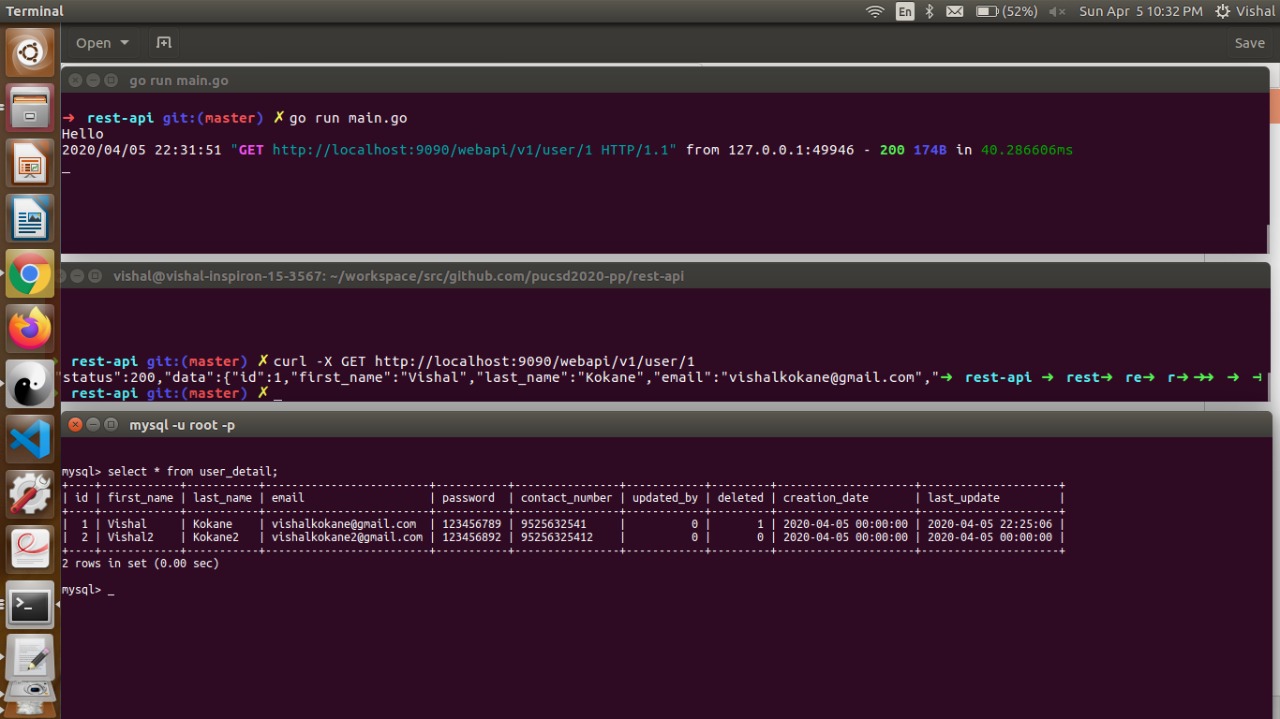 Terminal En (52%) Sun Apr 5 10:32 PM Vishal
Open Save
go run main.go
➜ rest-api git:(master) ✗ go run main.go
Hello
2020/04/05 22:31:51 "GET http://localhost:9090/webapi/v1/user/1 HTTP/1.1" from 127.0.0.1:49946 - 200 174B in 40.286606ms
_
vishal@vishal-inspiron-15-3567: ~/workspace/src/github.com/pucsd2020-pp/rest-api
rest-api git:(master) ✗ curl -X GET http://localhost:9090/webapi/v1/user/1
"status":200,"data":{"id":1,"first_name":"Vishal","last_name":"Kokane","email":"vishalkokane@gmail.com","➜ rest-api ➜ rest➜ re➜ r➜ ➜➜ ➜ ➜
rest-api git:(master) ✗ _
mysql -u root -p
mysql> select * from user_detail;
+----+------------+-----------+------------------------+-----------+----------------+------------+---------+---------------------+---------------------+
| id | first_name | last_name | email | password | contact_number | updated_by | deleted | creation_date | last_update |
+----+------------+-----------+------------------------+-----------+----------------+------------+---------+---------------------+---------------------+
| 1 | Vishal | Kokane | vishalkokane@gmail.com | 123456789 | 9525632541 | 0 | 1 | 2020-04-05 00:00:00 | 2020-04-05 22:25:06 |
| 2 | Vishal2 | Kokane2 | vishalkokane2@gmail.com | 123456892 | 95256325412 | 0 | 0 | 2020-04-05 00:00:00 | 2020-04-05 00:00:00 |
+----+------------+-----------+------------------------+-----------+----------------+------------+---------+---------------------+---------------------+
2 rows in set (0.00 sec)
mysql> _